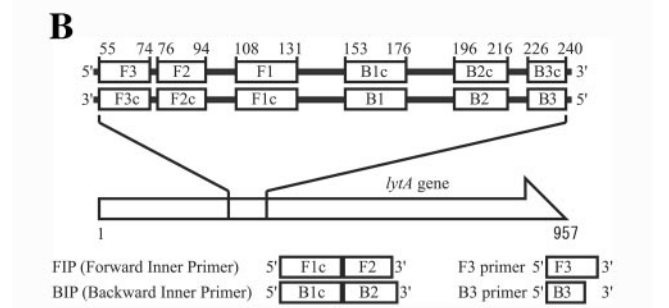 B
55 74 76 94 108 131 153 176 196 216 226 240
5' F3 F2 F1 B1c B2c B3c 3'
3' F3c F2c F1c B1 B2 B3 5'
lytA gene
1 957
FIP (Forward Inner Primer) 5' F1c F2 3' F3 primer 5' F3 3'
BIP (Backward Inner Primer) 5' B1c B2 3' B3 primer 5' B3 3'